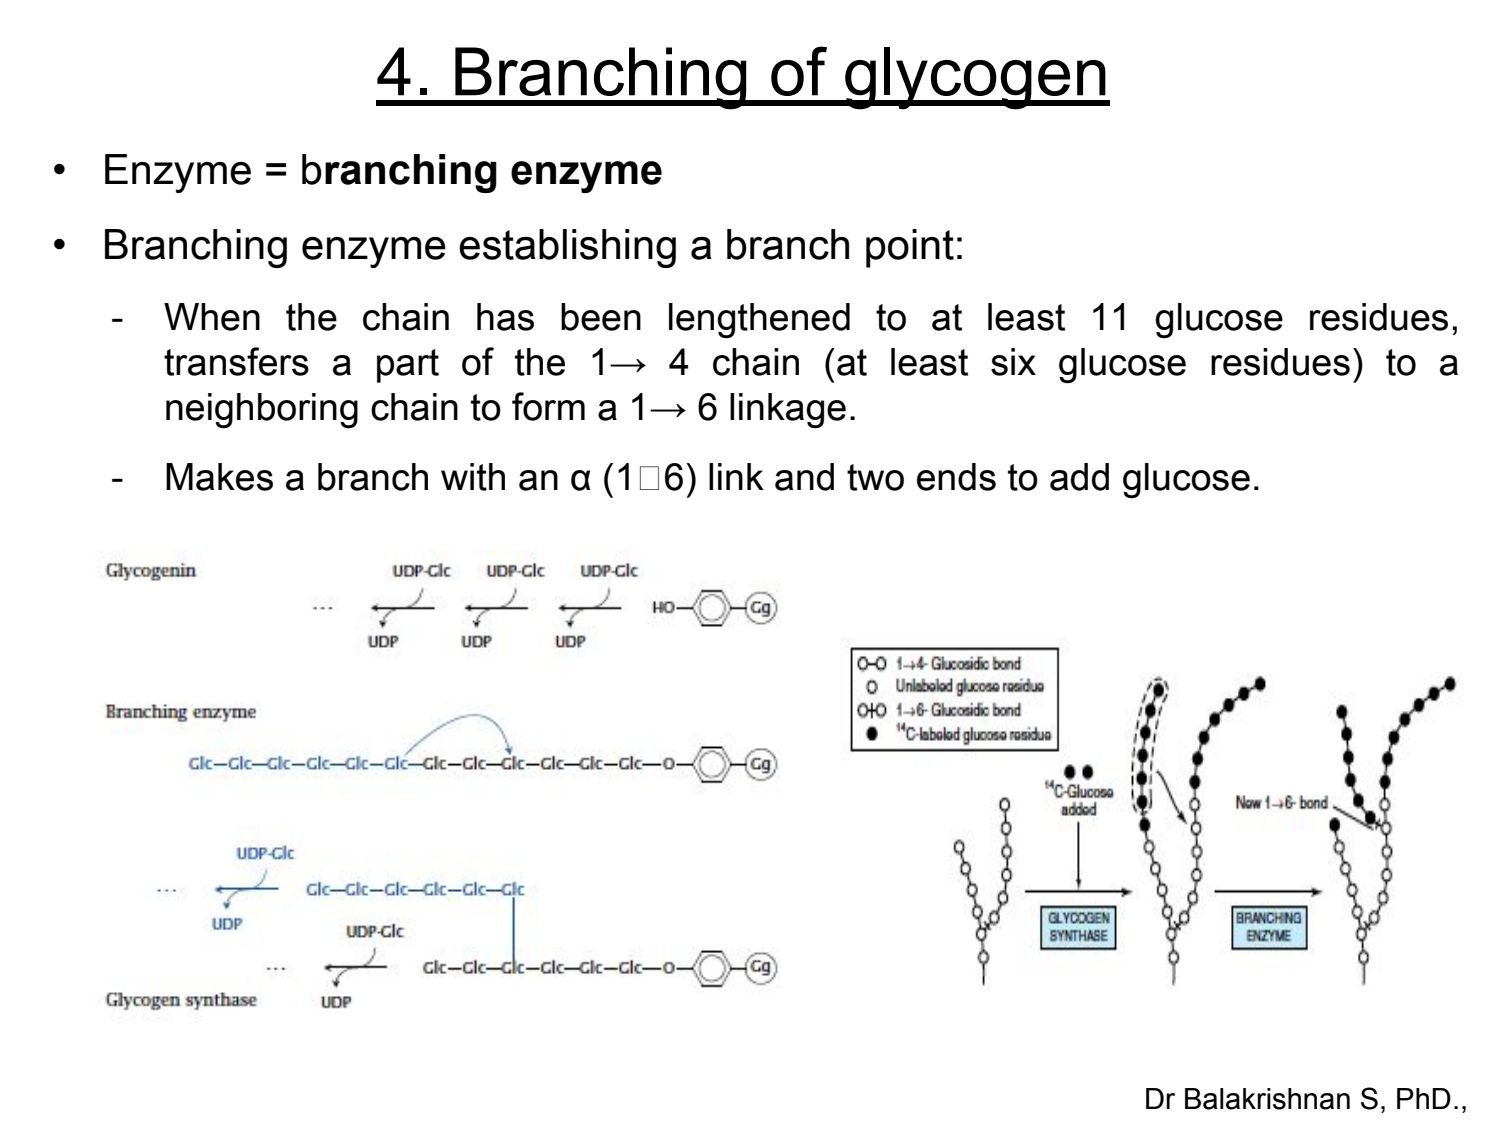 4. Branching of glycogen
• Enzyme = branching enzyme
• Branching enzyme establishing a branch point:
- When the chain has been lengthened to at least 11 glucose residues,
transfers a part of the 1→ 4 chain (at least six glucose residues) to a
neighboring chain to form a 1→ 6 linkage.
- Makes a branch with an α (1□6) link and two ends to add glucose.
Glycogenin
UDP-Glc UDP-Glc UDP-Glc
... HO Gg
UDP UDP UDP
Branching enzyme
Glc—Glc—Glc—Glc—Glc—Glc—Glc—Glc—Glc—Glc—Glc—Glc—O Gg
UDP-Glc
... Glc—Glc—Glc—Glc—Glc—Glc
UDP
UDP-Glc
... Glc—Glc—Glc—Glc—Glc—Glc—O Gg
Glycogen synthase UDP
1→4- Glucosidic bond
Unlabeled glucose residue
1→6- Glucosidic bond
14C-labeled glucose residue
14C-Glucose
added
New 1→6- bond
GLYCOGEN
SYNTHASE
BRANCHING
ENZYME
Dr Balakrishnan S, PhD.,